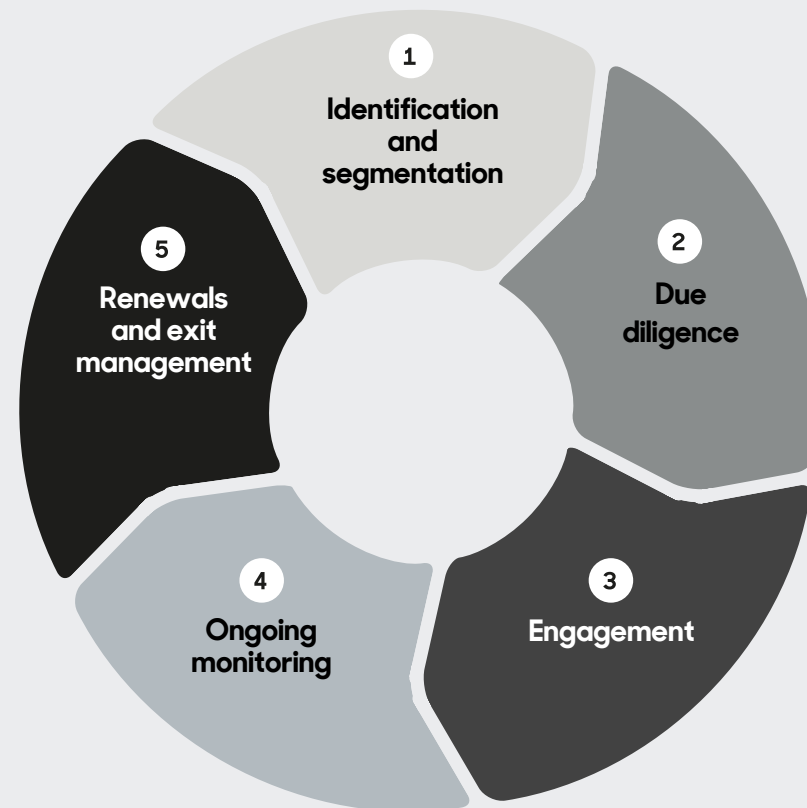 1
Identification
and
segmentation
2
Due
diligence
3
Engagement
4
Ongoing
monitoring
5
Renewals
and exit
management